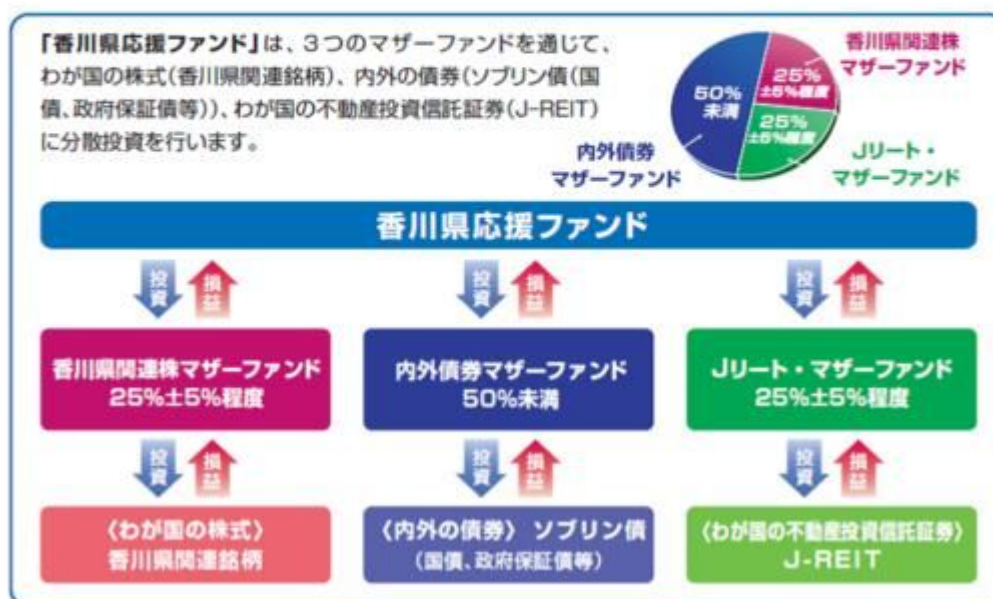 「香川県応援ファンド」は、3つのマザーファンドを通じて、
わが国の株式(香川県関連銘柄)、内外の債券(ソブリン債(国
債、政府保証債等))、わが国の不動産投資信託証券(J-REIT)
に分散投資を行います。
香川県関連株
マザーファンド
25%
±5%程度
50%
未満
25%
±5%程度
内外債券
マザーファンド
Jリート・
マザーファンド
香川県応援ファンド
投資 損益 投資 損益 投資 損益
香川県関連株マザーファンド
25%±5%程度
内外債券マザーファンド
50%未満
Jリート・マザーファンド
25%±5%程度
投資 損益 投資 損益 投資 損益
〈わが国の株式〉
香川県関連銘柄
〈内外の債券〉 ソブリン債
(国債、政府保証債等)
〈わが国の不動産投資信託証券〉
J-REIT